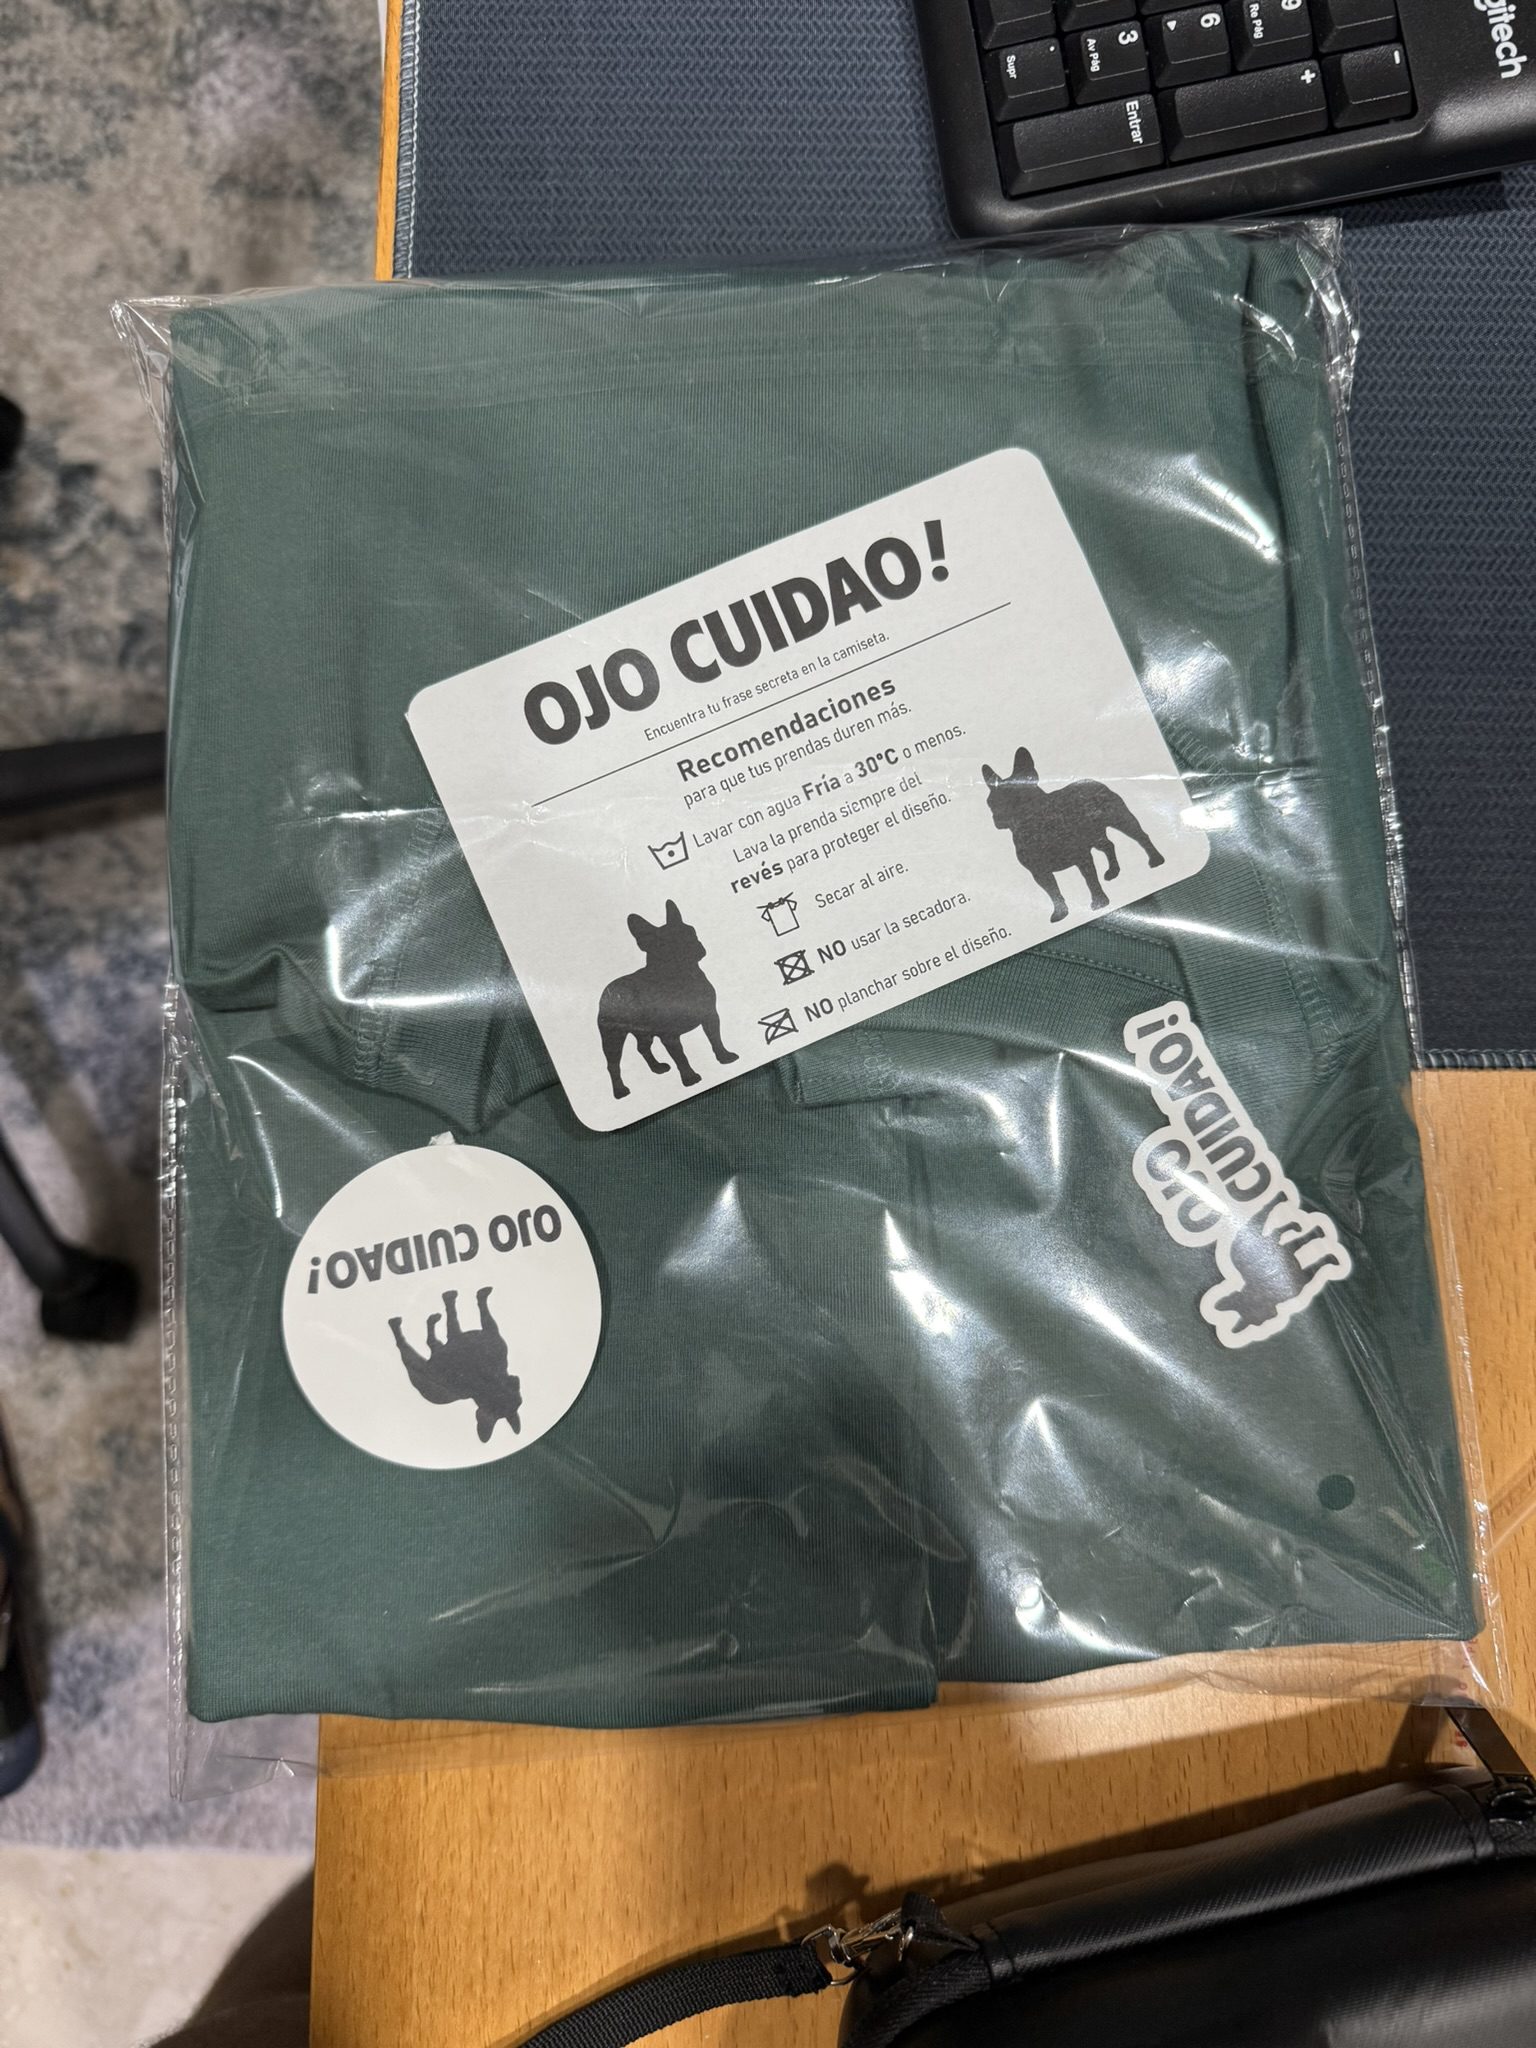 gitech
9
Re Pág
6
3
Av Pág
.
Supr
-
+
Entrar
OJO CUIDAO!
Encuentra tu frase secreta en la camiseta.
Recomendaciones
para que tus prendas duren más.
Lavar con agua Fría a 30°C o menos.
Lava la prenda siempre del
revés para proteger el diseño.
Secar al aire.
NO usar la secadora.
NO planchar sobre el diseño.
OJO CUIDAO!
OJO
CUIDAO!